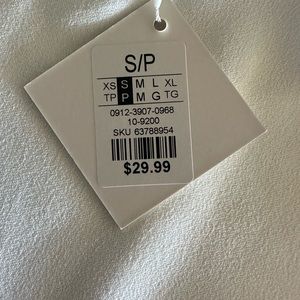 S/P
XS S M L XL
TP P M G TG
0912-3907-0968
10-9200
SKU 63788954
$29.99